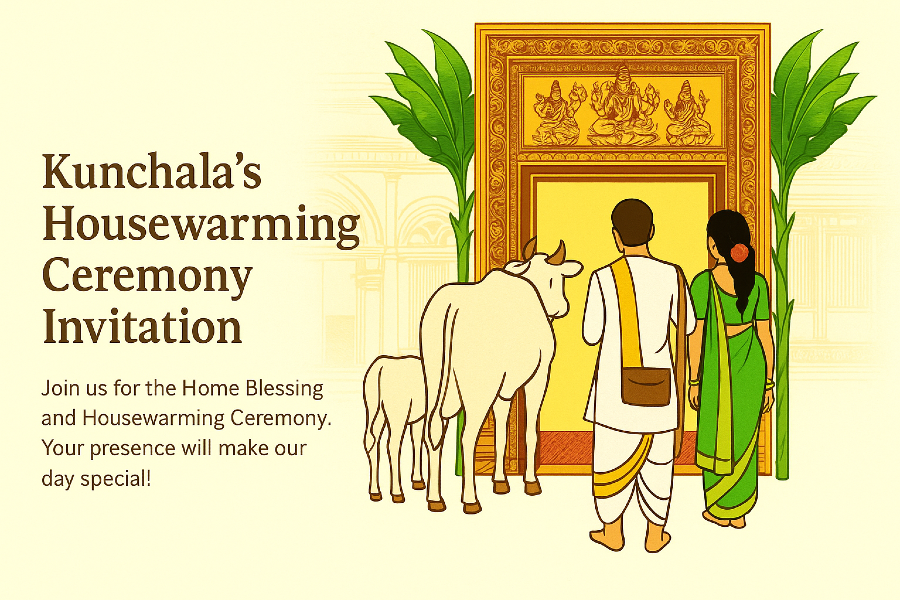 Kunchala’s
Housewarming
Ceremony
Invitation
Join us for the Home Blessing
and Housewarming Ceremony.
Your presence will make our
day special!